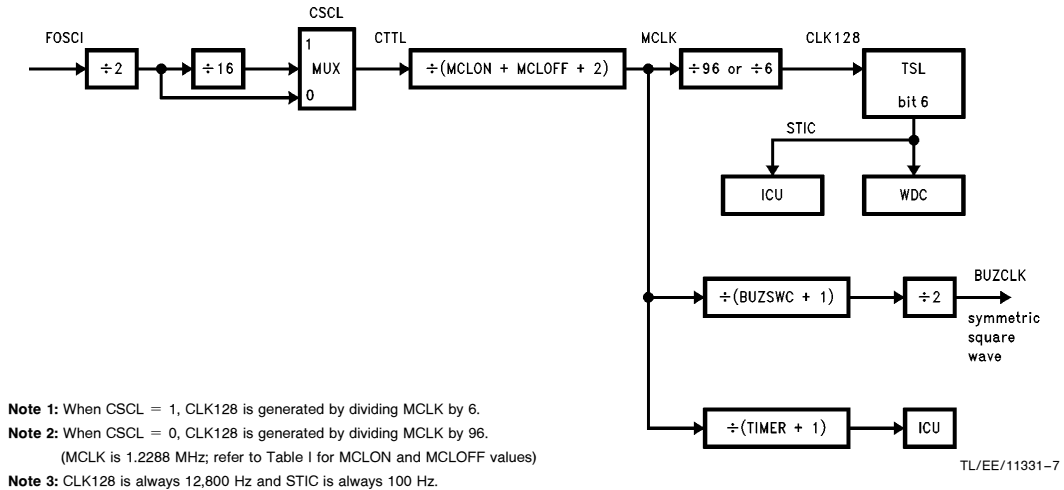 CSCL
FOSCI
÷2
÷16
1
MUX
0
CTTL
÷(MCLON + MCLOFF + 2)
MCLK
÷96 or ÷6
CLK128
TSL
bit 6
STIC
ICU
WDC
÷(BUZSWC + 1)
÷2
BUZCLK
symmetric
square
wave
÷(TIMER + 1)
ICU
Note 1: When CSCL = 1, CLK128 is generated by dividing MCLK by 6.
Note 2: When CSCL = 0, CLK128 is generated by dividing MCLK by 96.
(MCLK is 1.2288 MHz; refer to Table I for MCLON and MCLOFF values)
Note 3: CLK128 is always 12,800 Hz and STIC is always 100 Hz.
TL/EE/11331–7